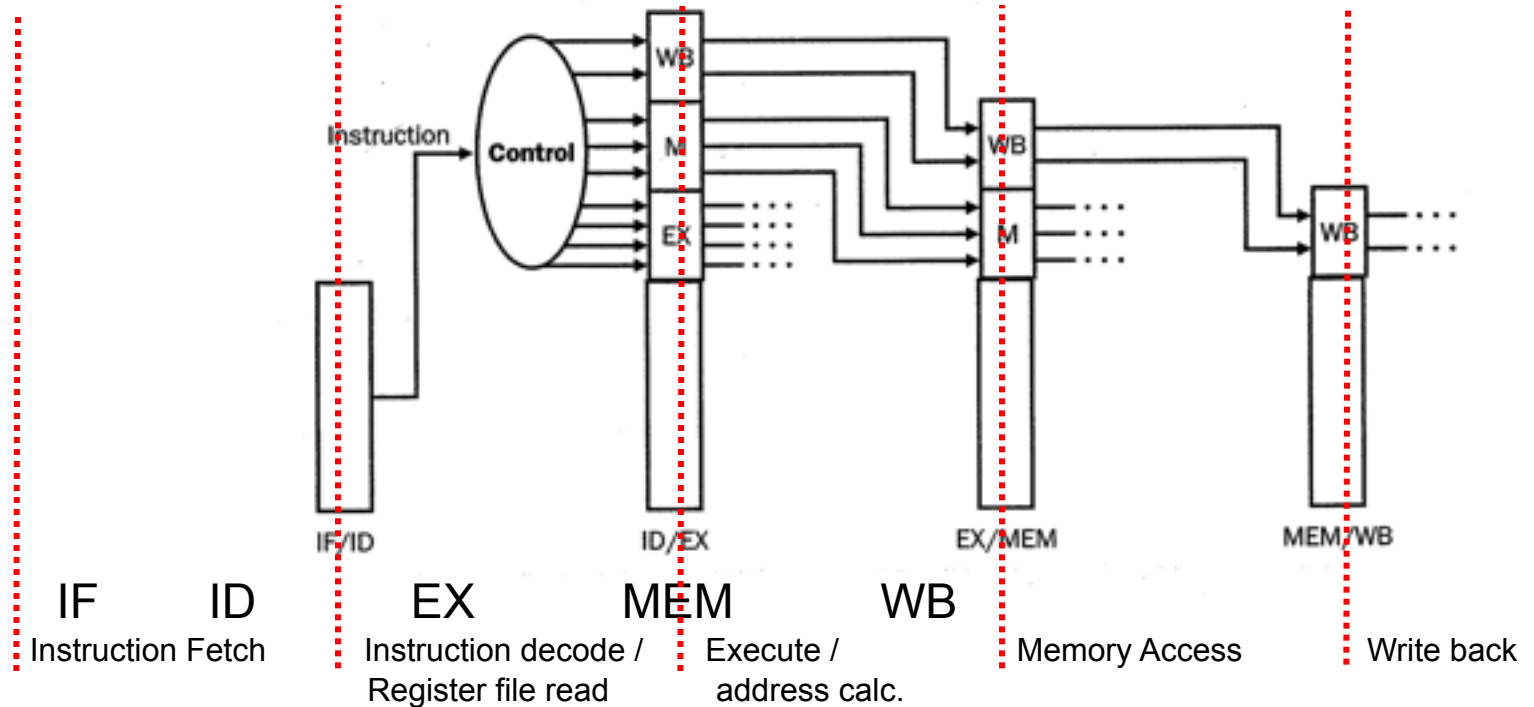 WB
Instruction
Control
M
WB
EX
M
WB
IF/ID
ID/EX
EX/MEM
MEM/WB
IF ID EX MEM WB
Instruction Fetch
Instruction decode /
Register file read
Execute /
address calc.
Memory Access
Write back